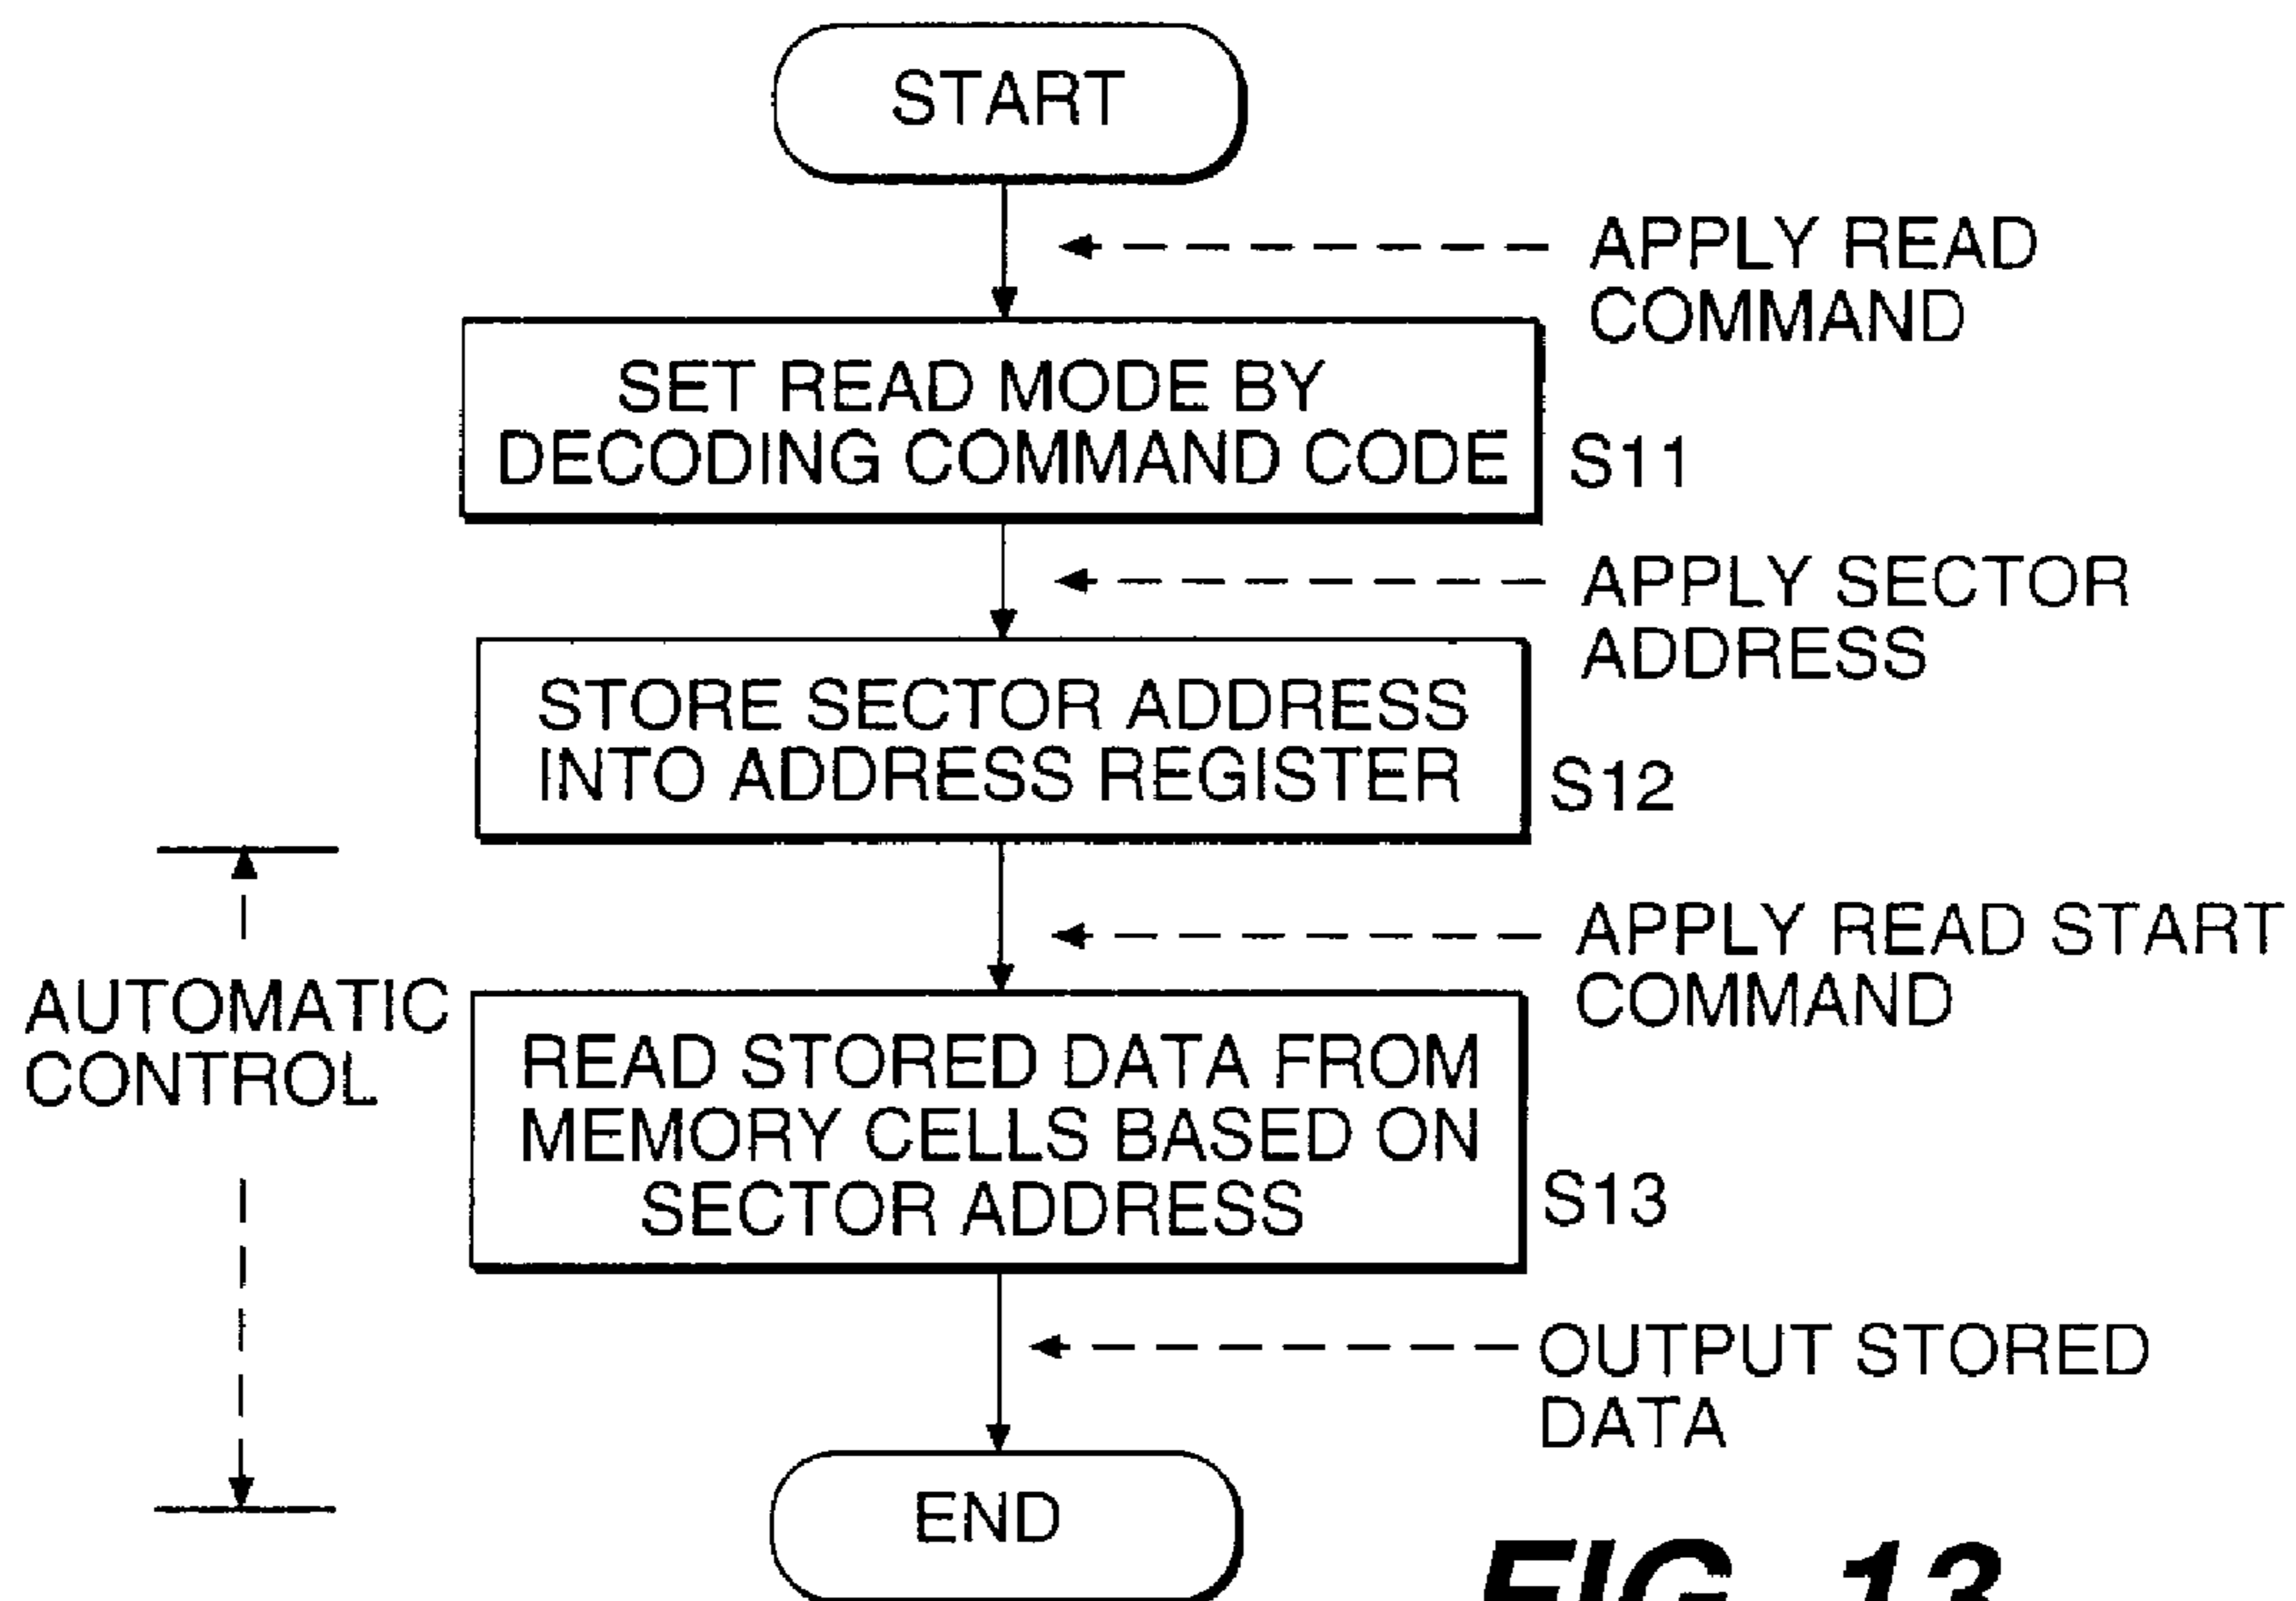 START
APPLY READ
COMMAND
SET READ MODE BY
DECODING COMMAND CODE
S11
APPLY SECTOR
ADDRESS
STORE SECTOR ADDRESS
INTO ADDRESS REGISTER
S12
APPLY READ START
COMMAND
AUTOMATIC
CONTROL
READ STORED DATA FROM
MEMORY CELLS BASED ON
SECTOR ADDRESS
S13
OUTPUT STORED
DATA
END
FIG. 13